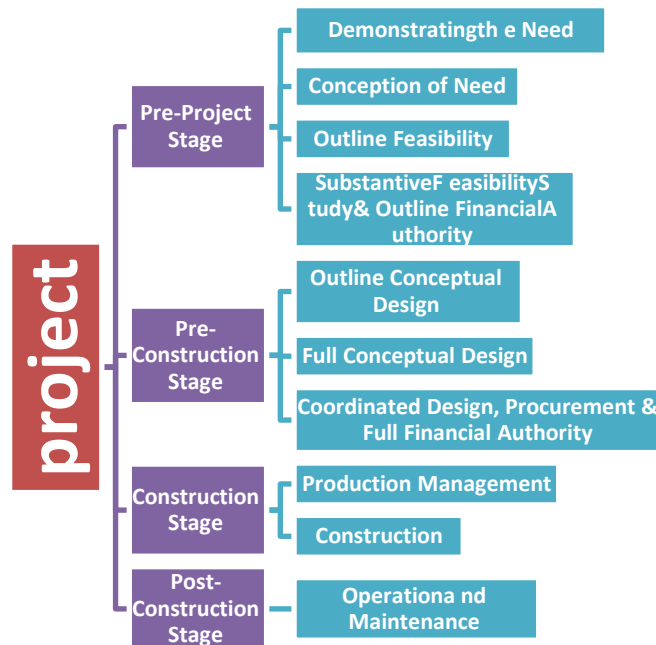 project
Pre-Project
Stage
Demonstratingth e Need
Conception of Need
Outline Feasibility
SubstantiveF easibilityS
tudy& Outline FinancialA
uthority
Pre-
Construction
Stage
Outline Conceptual
Design
Full Conceptual Design
Coordinated Design, Procurement &
Full Financial Authority
Construction
Stage
Production Management
Construction
Post-
Construction
Stage
Operationa nd
Maintenance